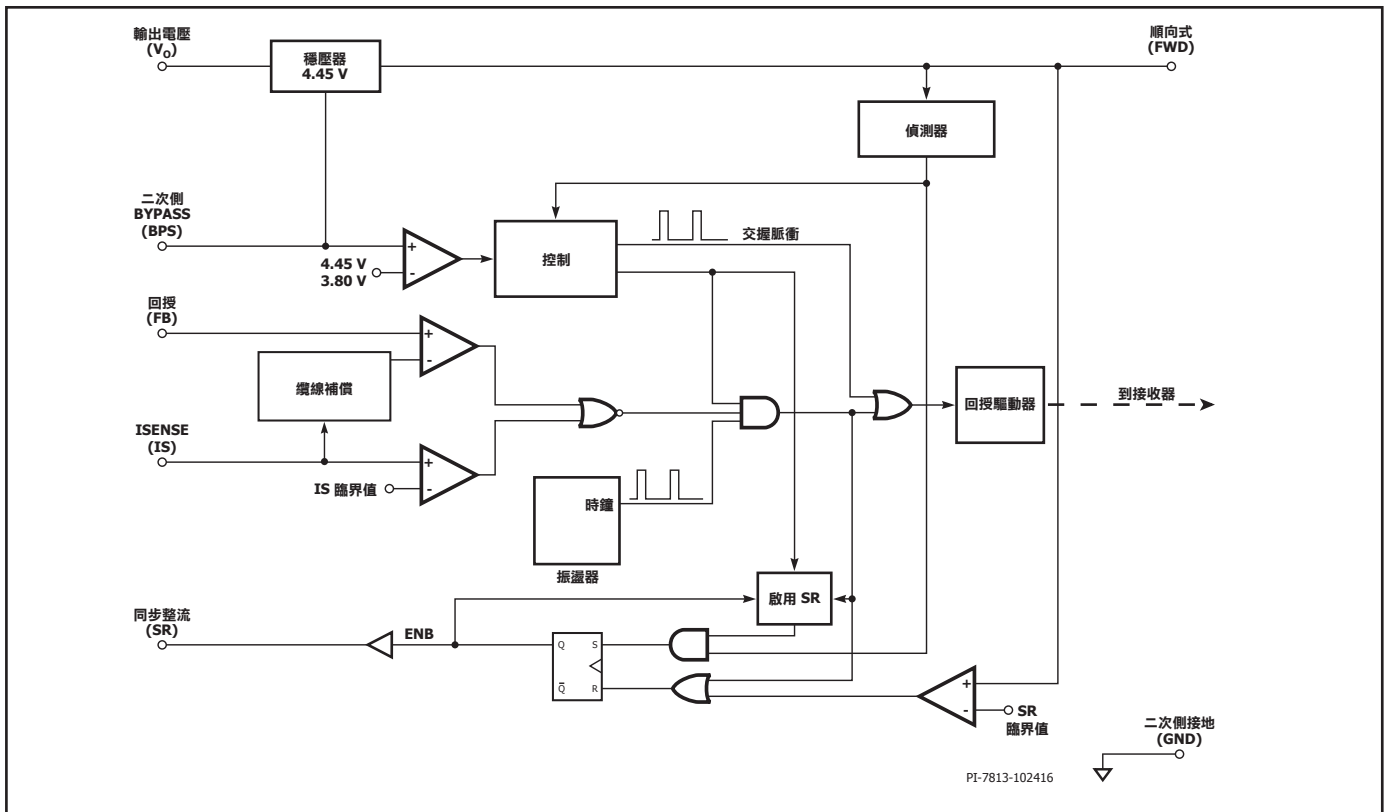 輸出電壓
(VO)
穩壓器
4.45 V
順向式
(FWD)
偵測器
二次側
BYPASS
(BPS)
+
-
4.45 V
3.80 V
控制
交握脈衝
回授
(FB)
+
-
纜線補償
回授驅動器
到接收器
ISENSE
(IS)
+
-
IS 臨界值
時鐘
振盪器
啟用 SR
同步整流
(SR)
ENB
Q
S
Q̄
R
+
-
SR
臨界值
二次側接地
(GND)
PI-7813-102416